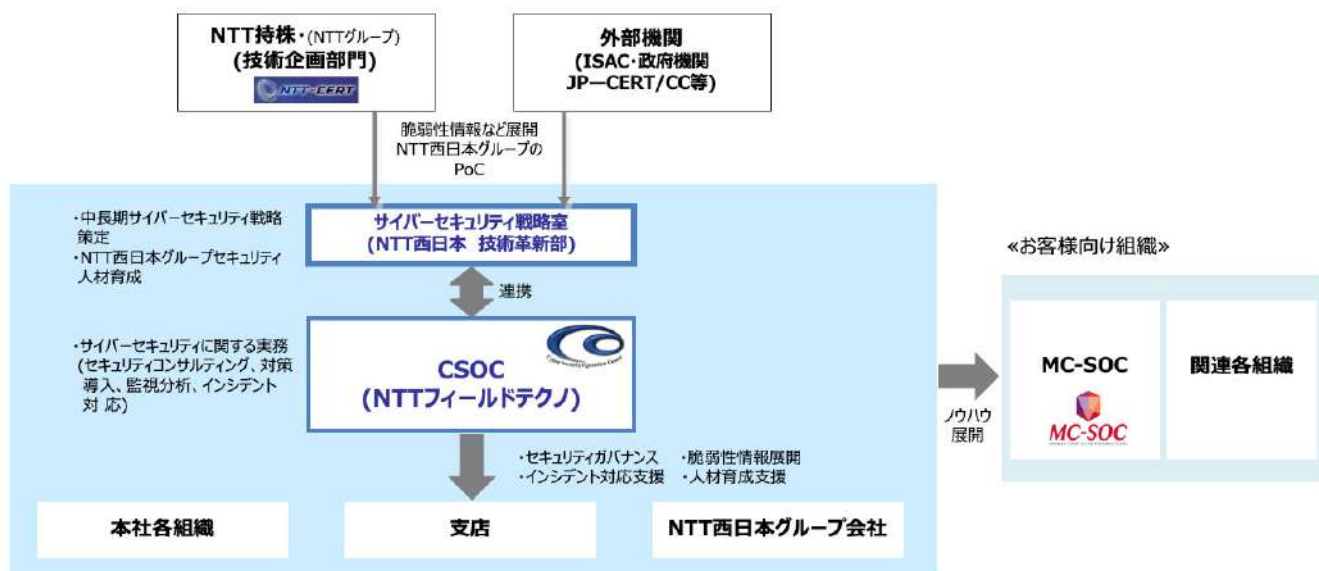 NTT持株・(NTTグループ)
(技術企画部門)
NTT-CERT
外部機関
(ISAC・政府機関
JP－CERT/CC等)
脆弱性情報など展開
NTT西日本グループの
PoC
・中長期サイバーセキュリティ戦略
策定
・NTT西日本グループセキュリティ
人材育成
サイバーセキュリティ戦略室
(NTT西日本 技術革新部)
連携
・サイバーセキュリティに関する実務
(セキュリティコンサルティング、対策
導入、監視分析、インシデント
対 応)
Cyber Security Operation Center
CSOC
(NTTフィールドテクノ)
・セキュリティガバナンス ・脆弱性情報展開
・インシデント対応支援 ・人材育成支援
本社各組織
支店
NTT西日本グループ会社
ノウハウ
展開
≪お客様向け組織≫
MC-SOC
MC-SOC
関連各組織